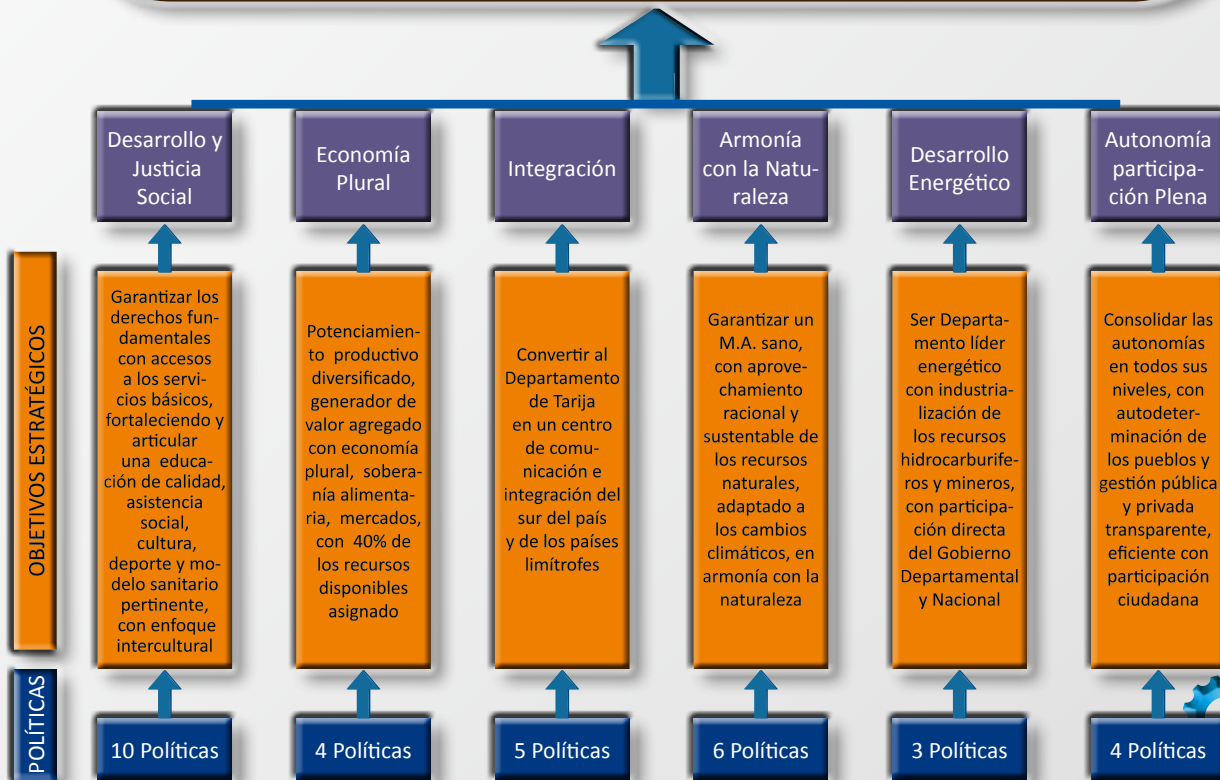 Desarrollo y
Justicia
Social
Economía
Plural
Integración
Armonía
con la Natu-
raleza
Desarrollo
Energético
Autonomía
participa-
ción Plena
OBJETIVOS ESTRATÉGICOS
Garantizar los
derechos fun-
damentales
con accesos
a los servi-
cios básicos,
fortaleciendo y
articular
una educa-
ción de calidad,
asistencia
social,
cultura,
deporte y mo-
delo sanitario
pertinente,
con enfoque
intercultural
Potenciamien-
to productivo
diversificado,
generador de
valor agregado
con economía
plural, sobera-
nía alimenta-
ria, mercados,
con 40% de
los recursos
disponibles
asignado
Convertir al
Departamento
de Tarija
en un centro
de comu-
nicación e
integración del
sur del país
y de los países
limítrofes
Garantizar un
M.A. sano,
con aprove-
chamiento
racional y
sustentable de
los recursos
naturales,
adaptado a
los cambios
climáticos, en
armonía con la
naturaleza
Ser Departa-
mento líder
energético
con industria-
lización de
los recursos
hidrocarburife-
ros y mineros,
con participa-
ción directa
del Gobierno
Departamental
y Nacional
Consolidar las
autonomías
en todos sus
niveles, con
autodeter-
minación de
los pueblos y
gestión pública
y privada
transparente,
eficiente con
participación
ciudadana
POLÍTICAS
10 Políticas
4 Políticas
5 Políticas
6 Políticas
3 Políticas
4 Políticas